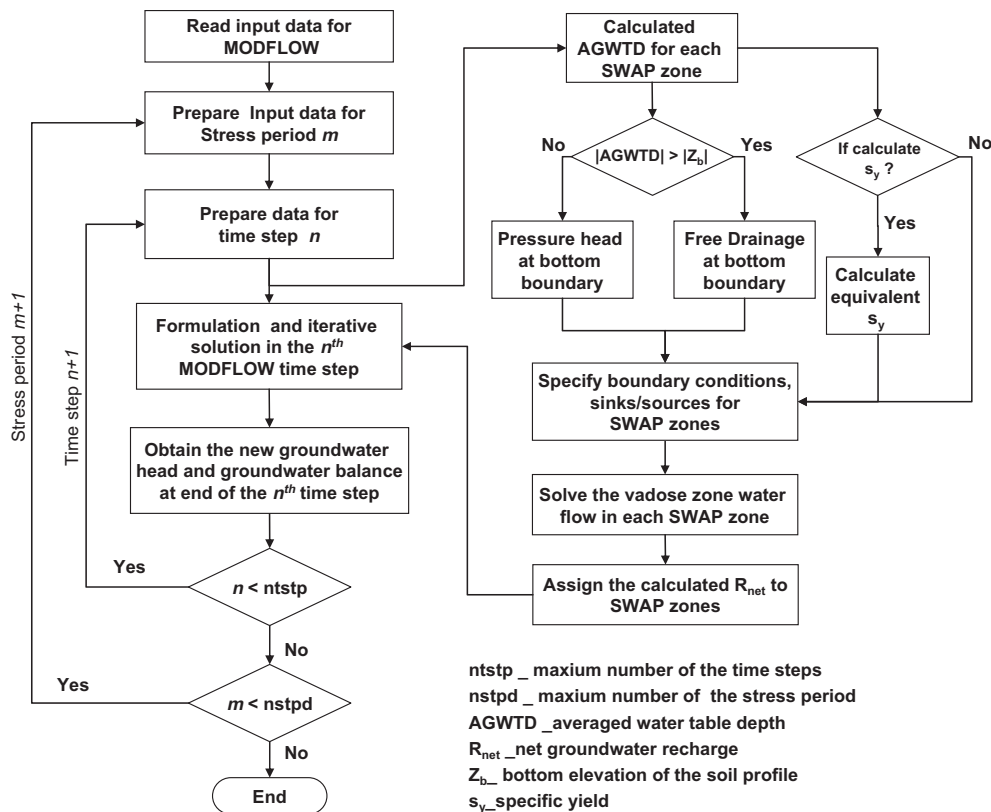 Read input data for
MODFLOW
Prepare Input data for
Stress period m
Prepare data for
time step n
Formulation and iterative
solution in the nth
MODFLOW time step
Obtain the new groundwater
head and groundwater balance
at end of the nth time step
n < ntstp
Yes
No
m < nstpd
Yes
No
End
Stress period m+1
Time step n+1
Calculated
AGWTD for each
SWAP zone
|AGWTD| > |Zb|
No
Yes
If calculate
sy ?
No
Yes
Pressure head
at bottom
boundary
Free Drainage
at bottom
boundary
Calculate
equivalent
sy
Specify boundary conditions,
sinks/sources for
SWAP zones
Solve the vadose zone water
flow in each SWAP zone
Assign the calculated Rnet to
SWAP zones
ntstp _ maxium number of the time steps
nstpd _ maxium number of the stress period
AGWTD _averaged water table depth
Rnet _net groundwater recharge
Zb_ bottom elevation of the soil profile
sy_specific yield